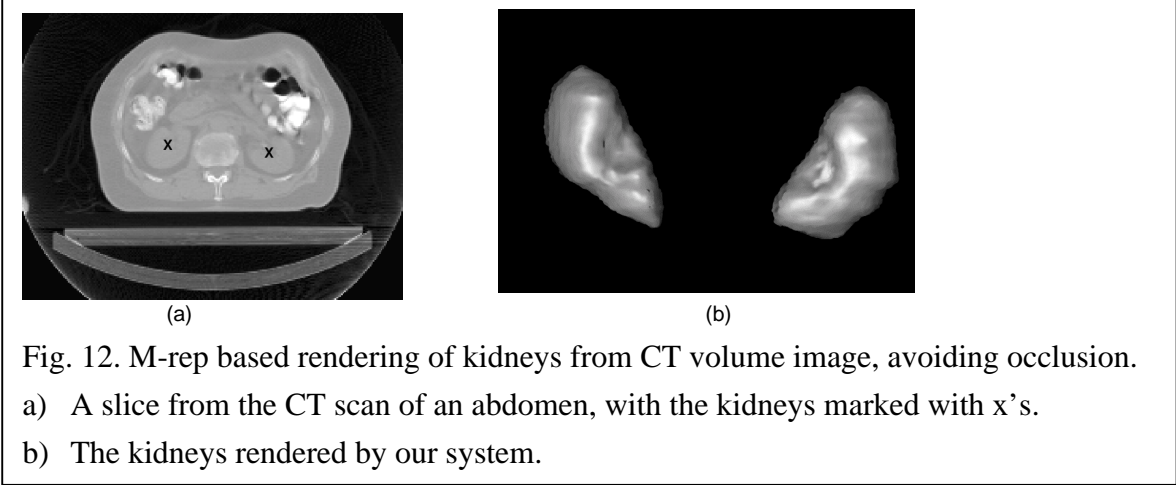 X X
(a) (b)
Fig. 12. M-rep based rendering of kidneys from CT volume image, avoiding occlusion.
a) A slice from the CT scan of an abdomen, with the kidneys marked with x's.
b) The kidneys rendered by our system.